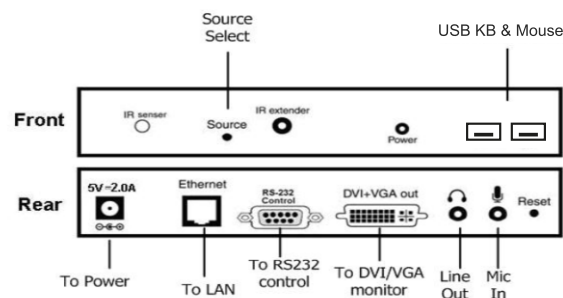 Source
Select
USB KB & Mouse
Front
IR senser
Source
IR extender
Power
Rear
5V⎓2.0A
Ethernet
RS-232
Control
DVI+VGA out
Reset
To Power
To LAN
To RS232
control
To DVI/VGA
monitor
Line
Out
Mic
In